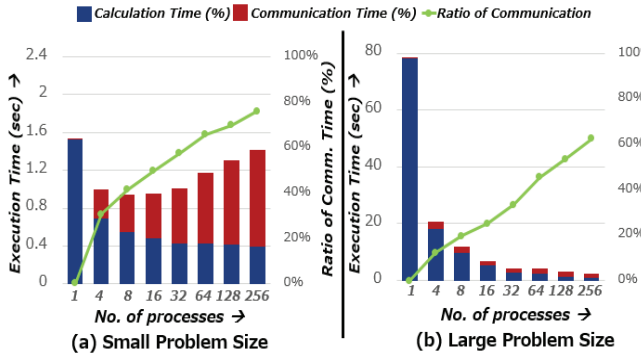 Calculation Time (%) Communication Time (%) Ratio of Communication
Execution Time (sec) →
2.4
2
1.6
1.2
0.8
0.4
0
100%
80%
60%
40%
20%
0%
Ratio of Comm. Time (%)
1 4 8 16 32 64 128 256
No. of processes →
(a) Small Problem Size
Execution Time (sec) →
80
60
40
20
0
100%
80%
60%
40%
20%
0%
1 4 8 16 32 64 128 256
No. of processes →
(b) Large Problem Size